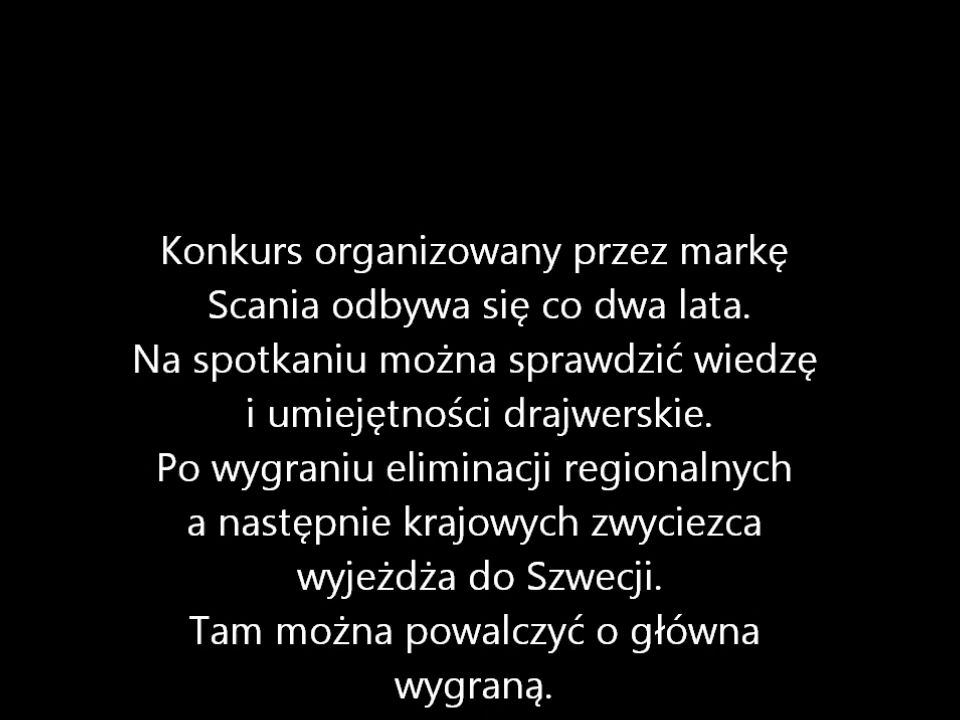 Konkurs organizowany przez markę
Scania odbywa się co dwa lata.
Na spotkaniu można sprawdzić wiedzę
i umiejętności drajwerskie.
Po wygraniu eliminacji regionalnych
a następnie krajowych zwyciezca
wyjeżdża do Szwecji.
Tam można powalczyć o główna
wygraną.